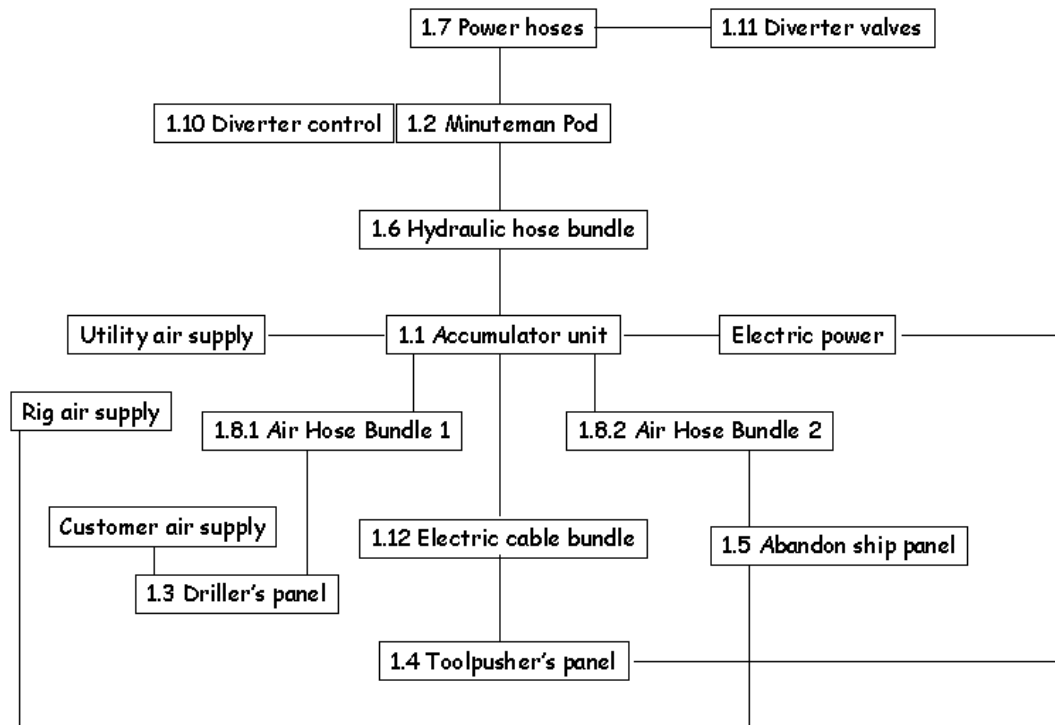 1.7 Power hoses
1.11 Diverter valves
1.10 Diverter control
1.2 Minuteman Pod
1.6 Hydraulic hose bundle
Utility air supply
1.1 Accumulator unit
Electric power
Rig air supply
1.8.1 Air Hose Bundle 1
1.8.2 Air Hose Bundle 2
Customer air supply
1.12 Electric cable bundle
1.5 Abandon ship panel
1.3 Driller's panel
1.4 Toolpusher's panel